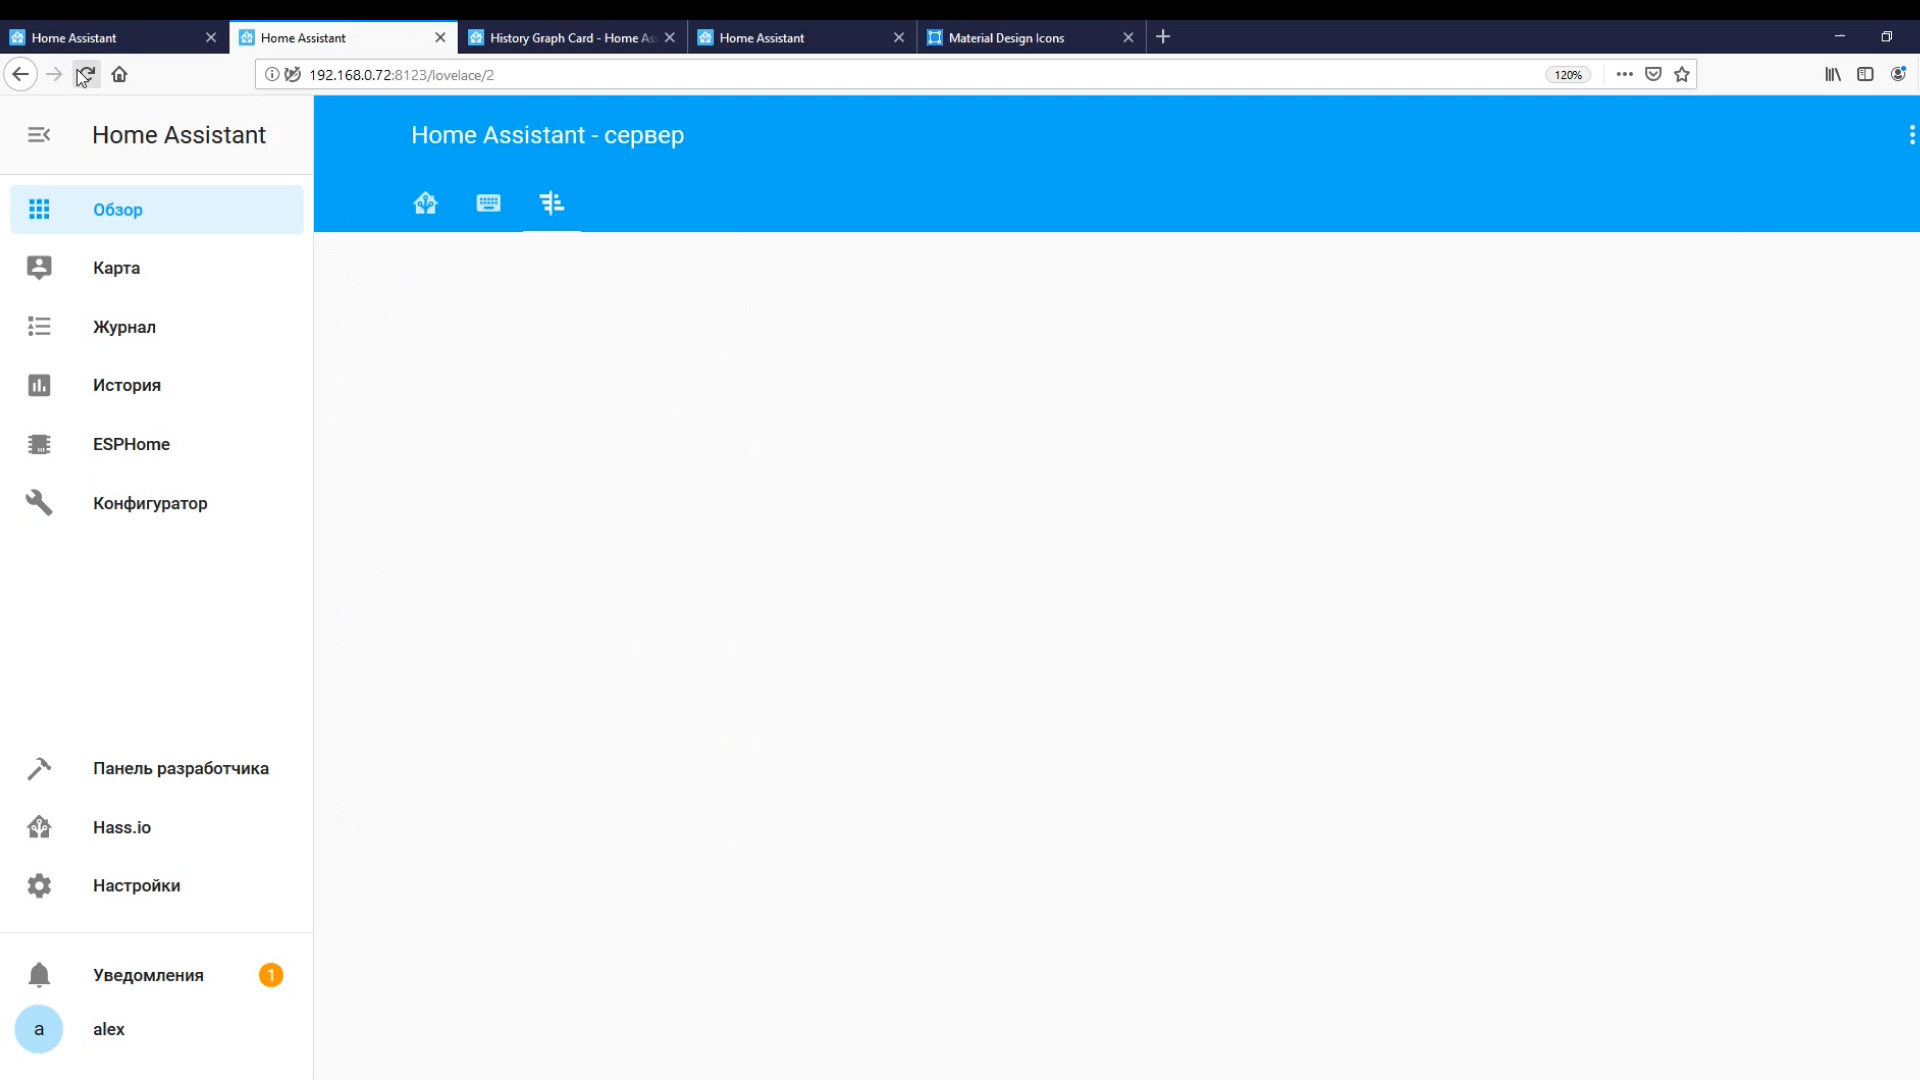 Home Assistant
Home Assistant
History Graph Card - Home As
Home Assistant
Material Design Icons
192.168.0.72:8123/lovelace/2
120%
Home Assistant
Home Assistant - сервер
Обзор
Карта
Журнал
История
ESPHome
Конфигуратор
Панель разработчика
Hass.io
Настройки
Уведомления
1
a
alex